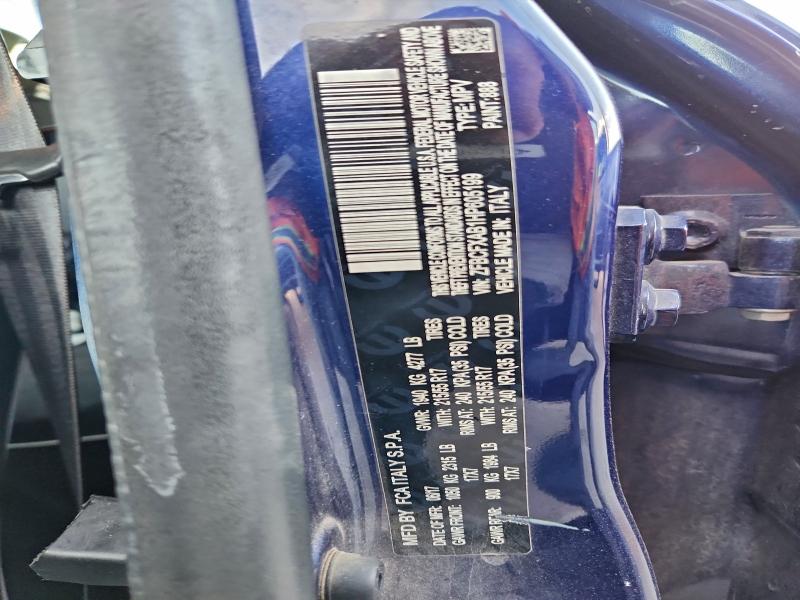 MFD BY FCA ITALY S.P.A.
DATE OF MFR: 06/17 GVWR: 1940 KG 4277 LB
GAWR FRONT: 1050 KG 2315 LB WITH: 215/55 R17 TIRES
17X7 RIMS AT: 240 KPA(35 PSI) COLD
GAWR REAR: 900 KG 1984 LB WITH: 215/55 R17 TIRES
17X7 RIMS AT: 240 KPA(35 PSI) COLD
THIS VEHICLE CONFORMS TO ALL APPLICABLE U.S.A. FEDERAL MOTOR VEHICLE SAFETY AND
THEFT PREVENTION STANDARDS IN EFFECT ON THE DATE OF MANUFACTURE SHOWN ABOVE
VIN: ZFBCFXAB1HP605199 TYPE: MPV
VEHICLE MADE IN: ITALY PAINT: 888